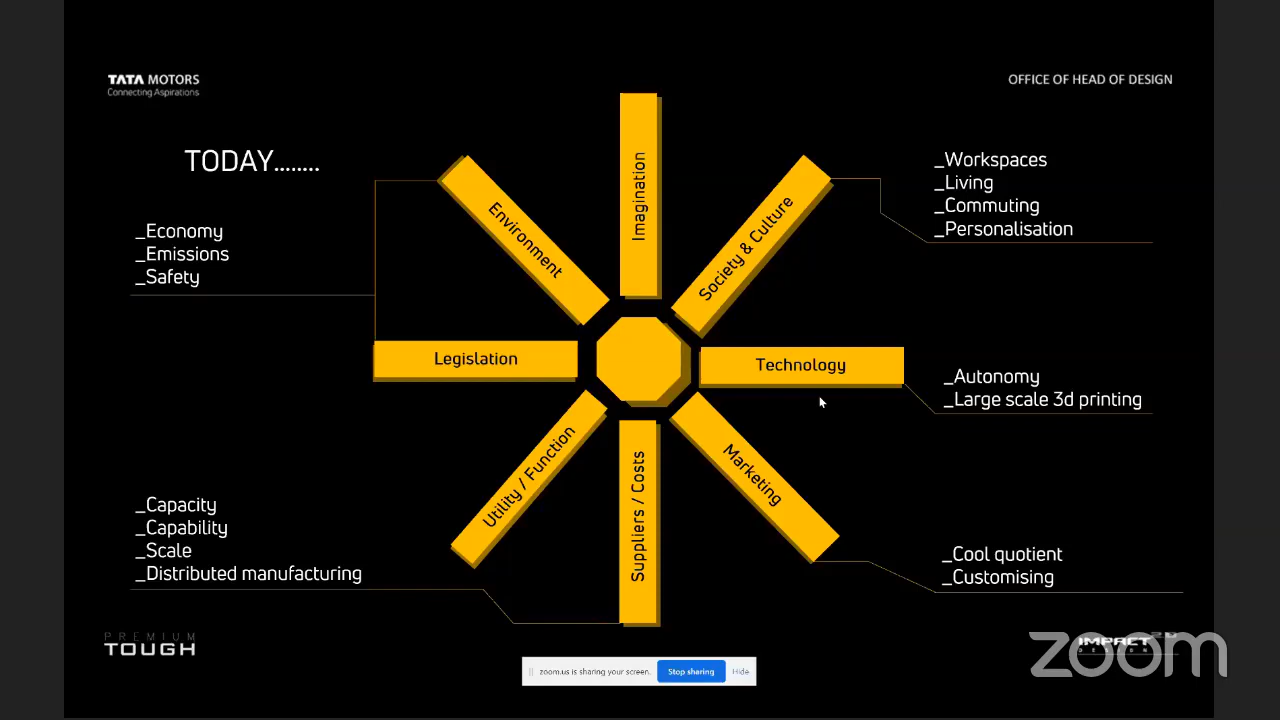 TATA MOTORS
Connecting Aspirations
OFFICE OF HEAD OF DESIGN
TODAY........
_Economy
_Emissions
_Safety
Environment
Imagination
Society & Culture
_Workspaces
_Living
_Commuting
_Personalisation
Legislation
Technology
_Autonomy
_Large scale 3d printing
Utility / Function
Suppliers / Costs
Marketing
_Capacity
_Capability
_Scale
_Distributed manufacturing
_Cool quotient
_Customising
PREMIUM
TOUGH
IMPACT
DESIGN
zoom
zoom.us is sharing your screen.
Stop sharing
Hide